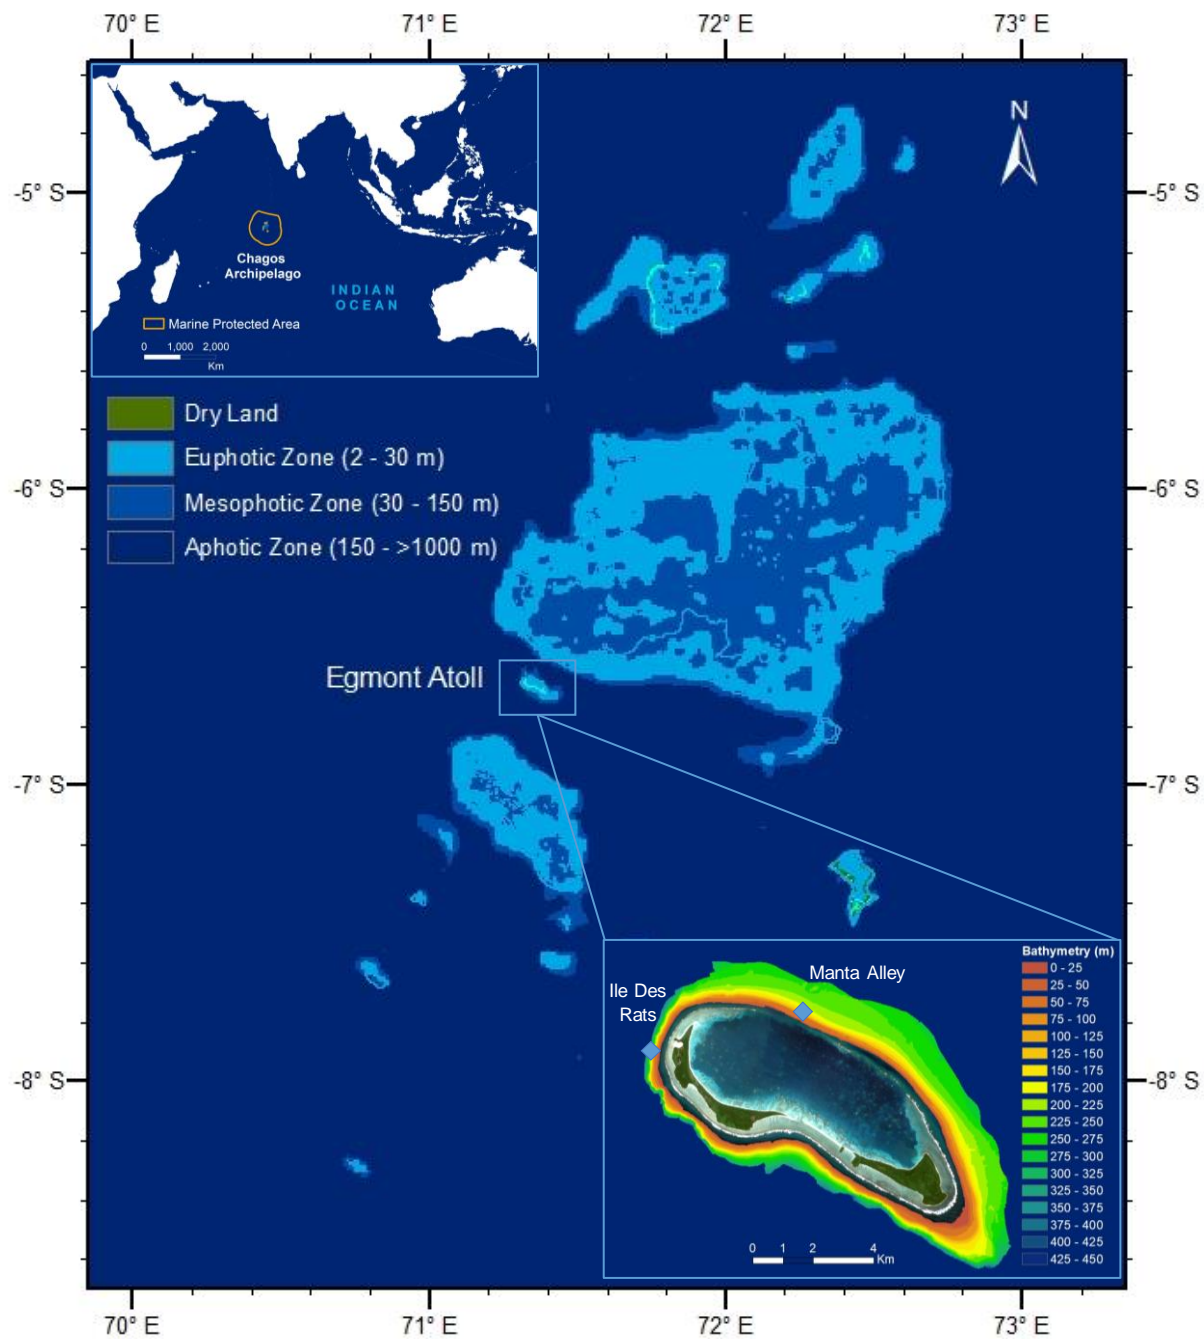 70° E 71° E 72° E 73° E
N
-5° S -5° S
Chagos
Archipelago
INDIAN
OCEAN
Marine Protected Area
0 1,000 2,000
Km
Dry Land
Euphotic Zone (2 - 30 m)
-6° S -6° S
Mesophotic Zone (30 - 150 m)
Aphotic Zone (150 - >1000 m)
Egmont Atoll
-7° S -7° S
Bathymetry (m)
0 - 25
25 - 50
50 - 75
75 - 100
100 - 125
125 - 150
150 - 175
175 - 200
200 - 225
225 - 250
250 - 275
275 - 300
300 - 325
325 - 350
350 - 375
375 - 400
400 - 425
425 - 450
Manta Alley
Ile Des
Rats
-8° S -8° S
0 1 2 4
Km
70° E 71° E 72° E 73° E